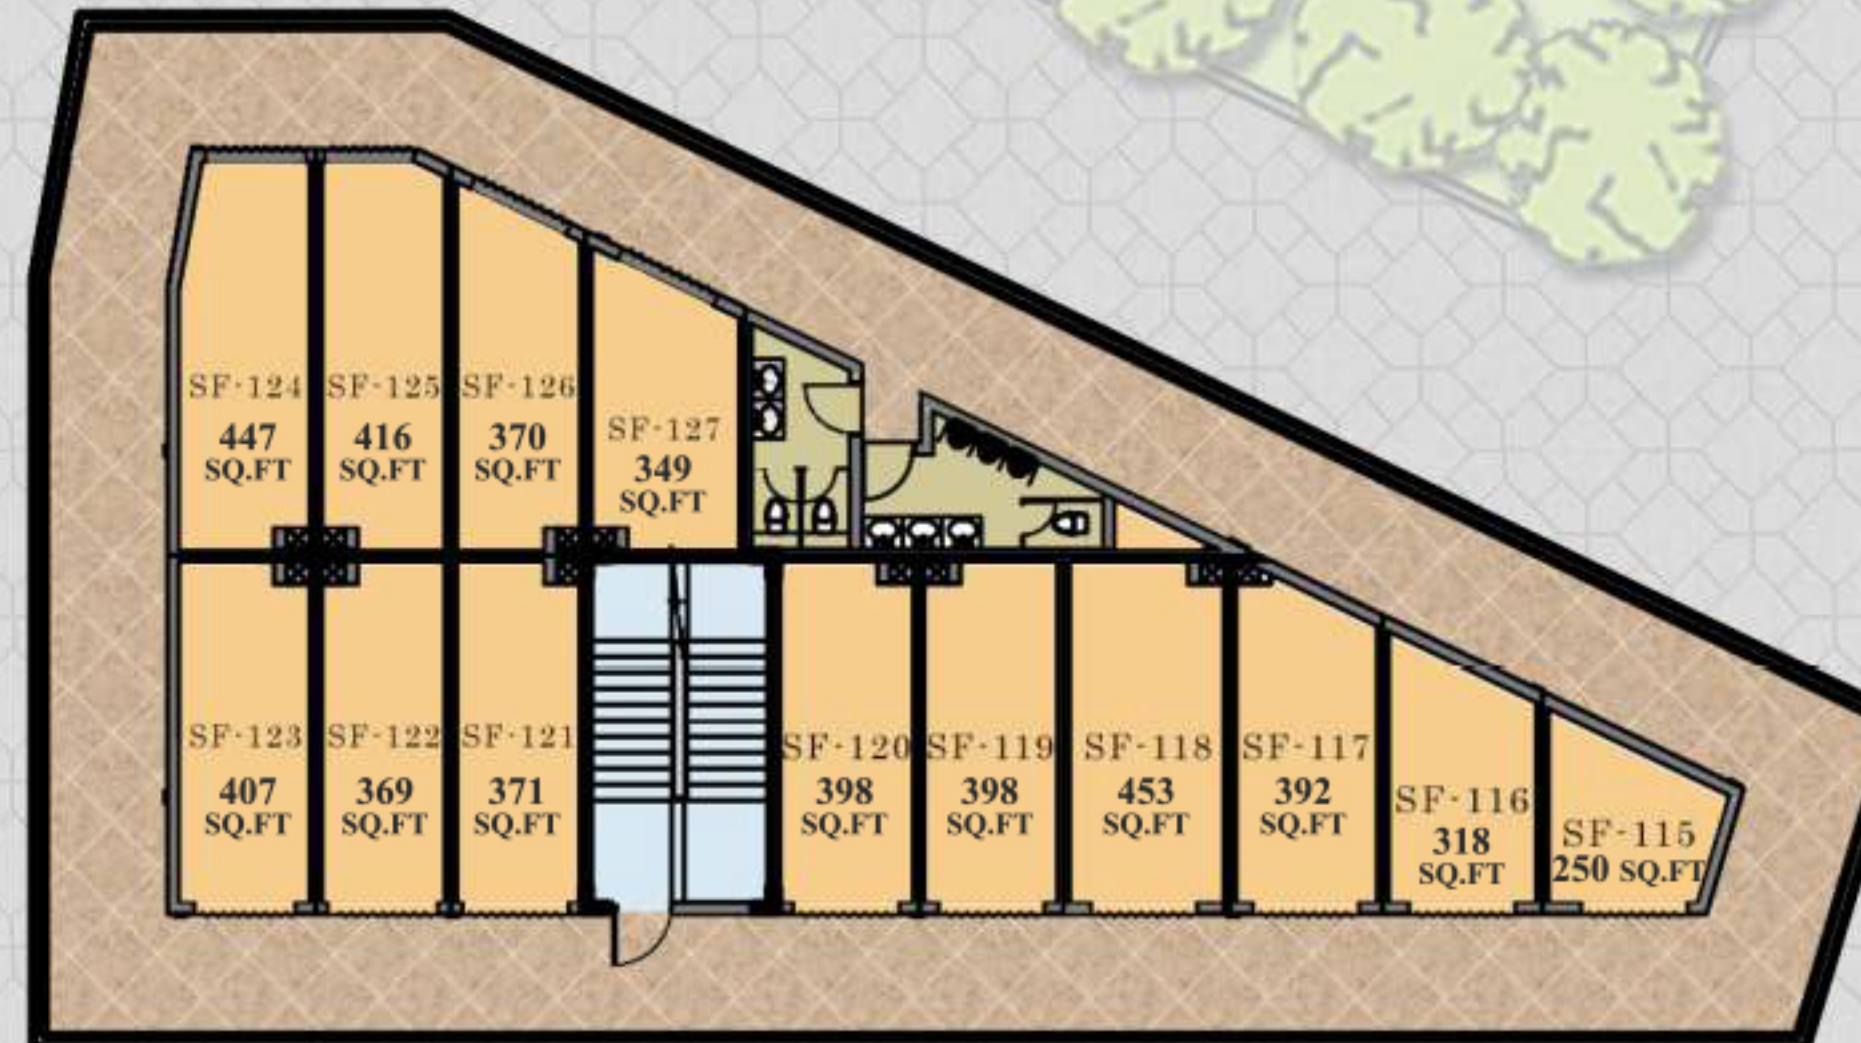 SF-124
447
SQ.FT
SF-125
416
SQ.FT
SF-126
370
SQ.FT
SF-127
349
SQ.FT
SF-123
407
SQ.FT
SF-122
369
SQ.FT
SF-121
371
SQ.FT
SF-120
398
SQ.FT
SF-119
398
SQ.FT
SF-118
453
SQ.FT
SF-117
392
SQ.FT
SF-116
318
SQ.FT
SF-115
250 SQ.FT